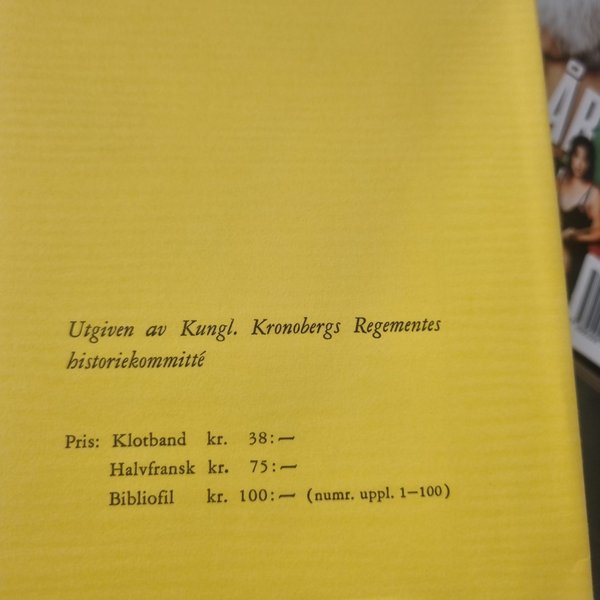 Utgiven av Kungl. Kronobergs Regementes
historiekommitté
Pris: Klotband kr. 38:—
Halvfransk kr. 75:—
Bibliofil kr. 100:— (numr. uppl. 1—100)
ÅR